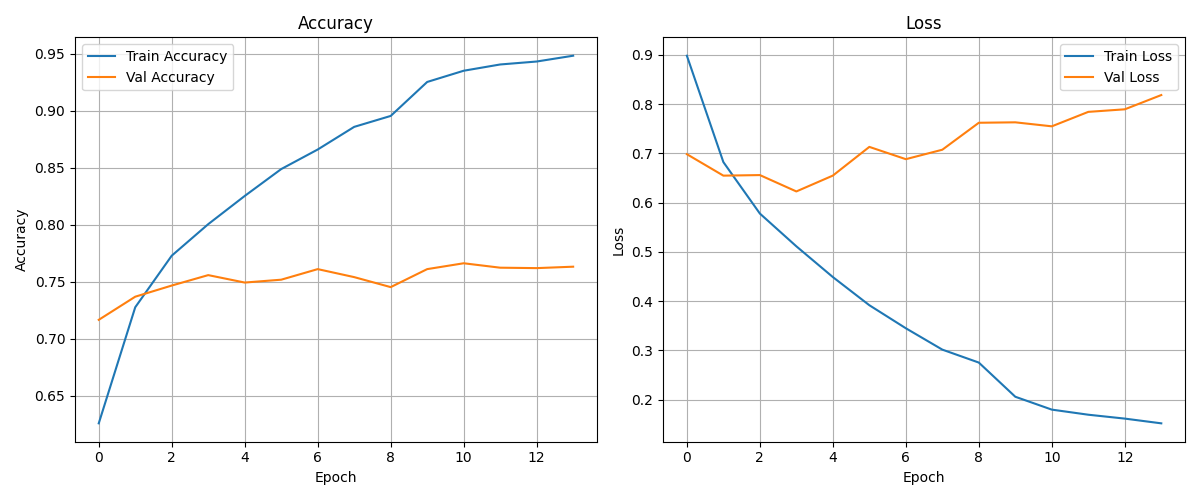 Accuracy
Train Accuracy
Val Accuracy
Accuracy
0.95
0.90
0.85
0.80
0.75
0.70
0.65
0 2 4 6 8 10 12
Epoch
Loss
Train Loss
Val Loss
Loss
0.9
0.8
0.7
0.6
0.5
0.4
0.3
0.2
0 2 4 6 8 10 12
Epoch